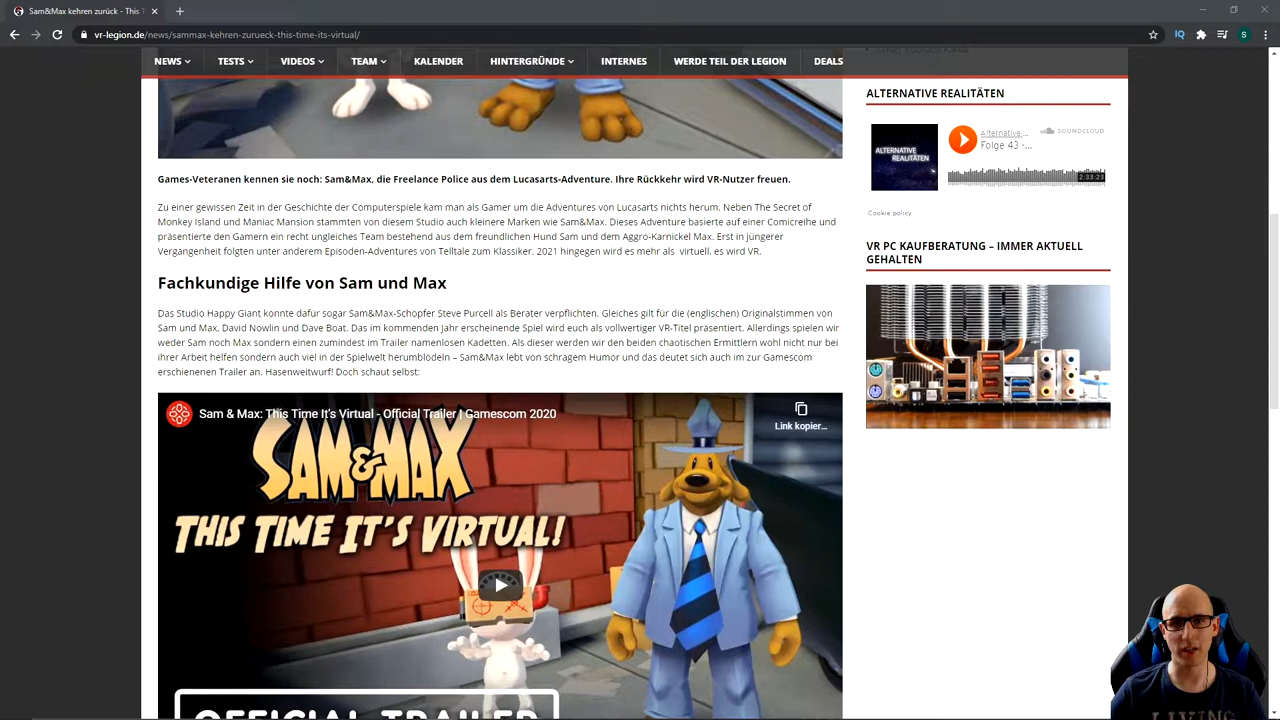 Sam&Max kehren zurück - This T
vr-legion.de/news/sammax-kehren-zurueck-this-time-its-virtual/
NEWS TESTS VIDEOS TEAM KALENDER HINTERGRÜNDE INTERNES WERDE TEIL DER LEGION DEALS
Games-Veteranen kennen sie noch: Sam&Max, die Freelance Police aus dem Lucasarts-Adventure. Ihre Rückkehr wird VR-Nutzer freuen.
Zu einer gewissen Zeit in der Geschichte der Computerspiele kam man als Gamer um die Adventures von Lucasarts nichts herum. Neben The Secret of
Monkey Island und Maniac Mansion stammten von diesem Studio auch kleinere Marken wie Sam&Max. Dieses Adventure basierte auf einer Comicreihe und
präsentierte den Gamern ein recht ungleiches Team bestehend aus dem freundlichen Hund Sam und dem Aggro-Karnickel Max. Erst in jüngerer
Vergangenheit folgten unter anderem Episoden-Adventures von Telltale zum Klassiker. 2021 hingegen wird es mehr als virtuell, es wird VR.
Fachkundige Hilfe von Sam und Max
Das Studio Happy Giant konnte dafür sogar Sam&Max-Schöpfer Steve Purcell als Berater verpflichten. Gleiches gilt für die (englischen) Originalstimmen von
Sam und Max, David Nowlin und Dave Boat. Das im kommenden Jahr erscheinende Spiel wird euch als vollwertiger VR-Titel präsentiert. Allerdings spielen wir
weder Sam noch Max sondern einen zumindest im Trailer namenlosen Kadetten. Als dieser werden wir den beiden chaotischen Ermittlern wohl nicht nur bei
ihrer Arbeit helfen sondern auch viel in der Spielwelt herumblödeln – Sam&Max lebt von schrägem Humor und das deutet sich auch im zur Gamescom
erschienenen Trailer an. Hasenweitwurf! Doch schaut selbst:
Sam & Max: This Time It's Virtual - Official Trailer | Gamescom 2020
Link kopier...
SAM & MAX
THIS TIME IT'S VIRTUAL!
OFFICIAL TRAILER
ALTERNATIVE REALITÄTEN
ALTERNATIVE
REALITÄTEN
Alternative ...
SOUNDCLOUD
Folge 43 -...
2:33:23
Cookie policy
VR PC KAUFBERATUNG – IMMER AKTUELL
GEHALTEN
LIVING